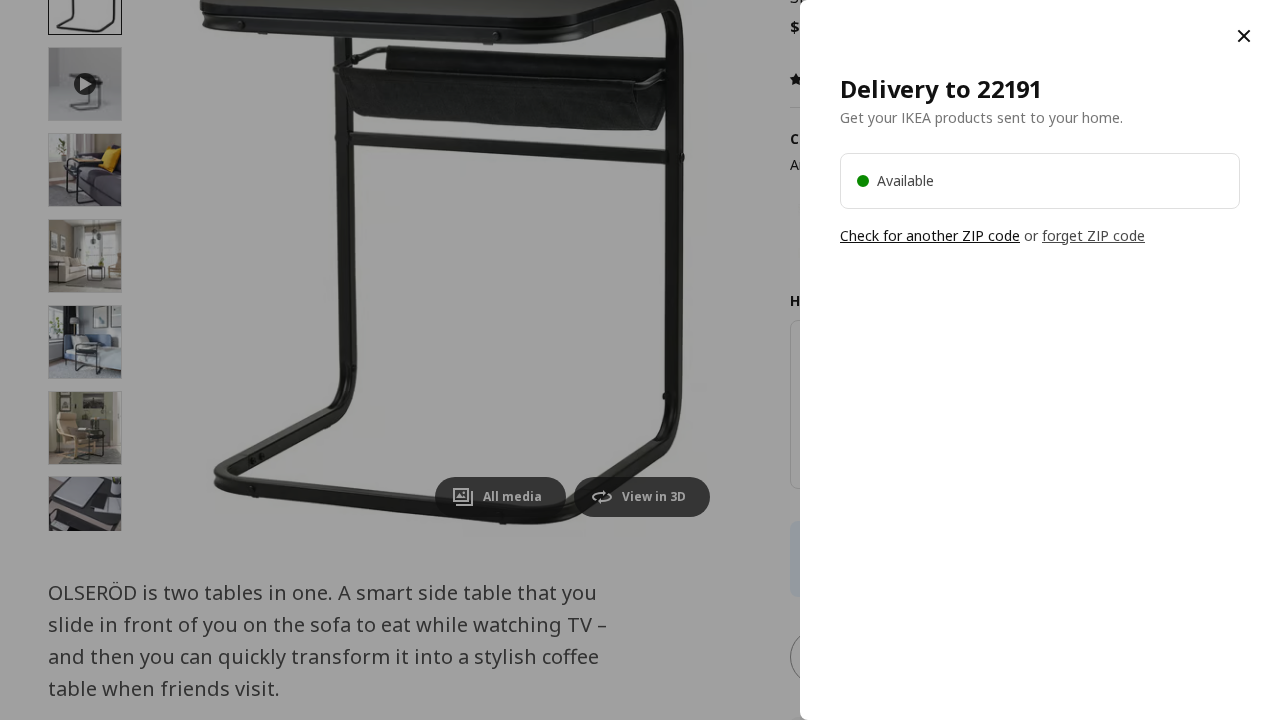 Delivery to 22191
Get your IKEA products sent to your home.
Available
Check for another ZIP code or forget ZIP code
All media
View in 3D
OLSERÖD is two tables in one. A smart side table that you
slide in front of you on the sofa to eat while watching TV –
and then you can quickly transform it into a stylish coffee
table when friends visit.
$